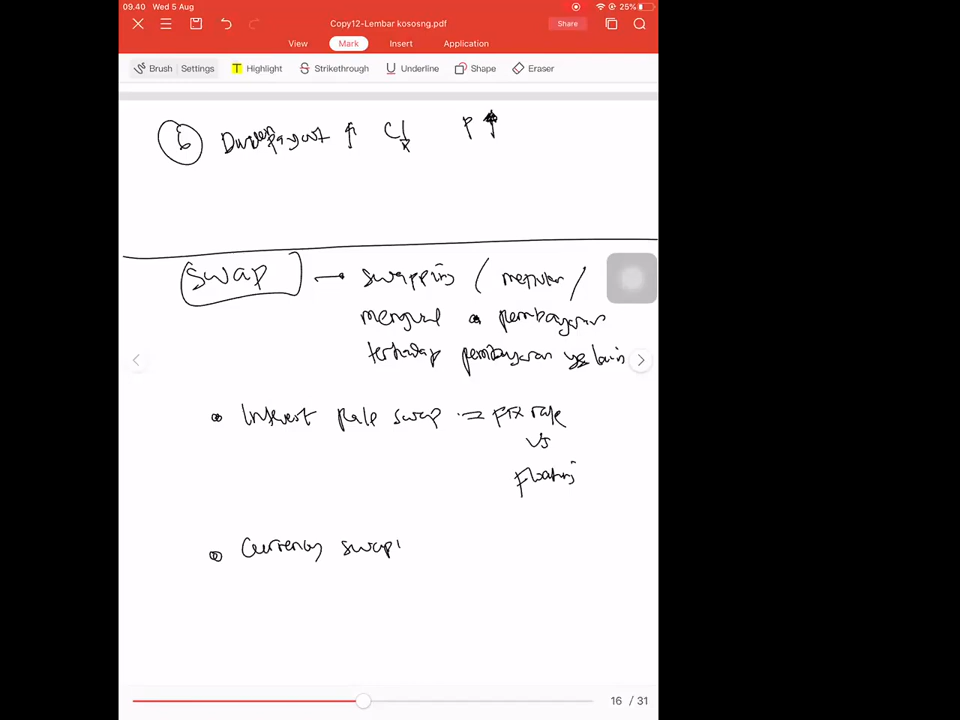 09.40 Wed 5 Aug 25%
Copy12-Lembar kososng.pdf
Share
View Mark Insert Application
Brush Settings Highlight Strikethrough Underline Shape Eraser
6 payout ↑ C↓ P ↑
Swap → swapping / menukar /
pembayaran
terhadap pembayaran yg lain
• Interest Rate swap := Fix rate
vs
Floating
• Currency swap
16 / 31